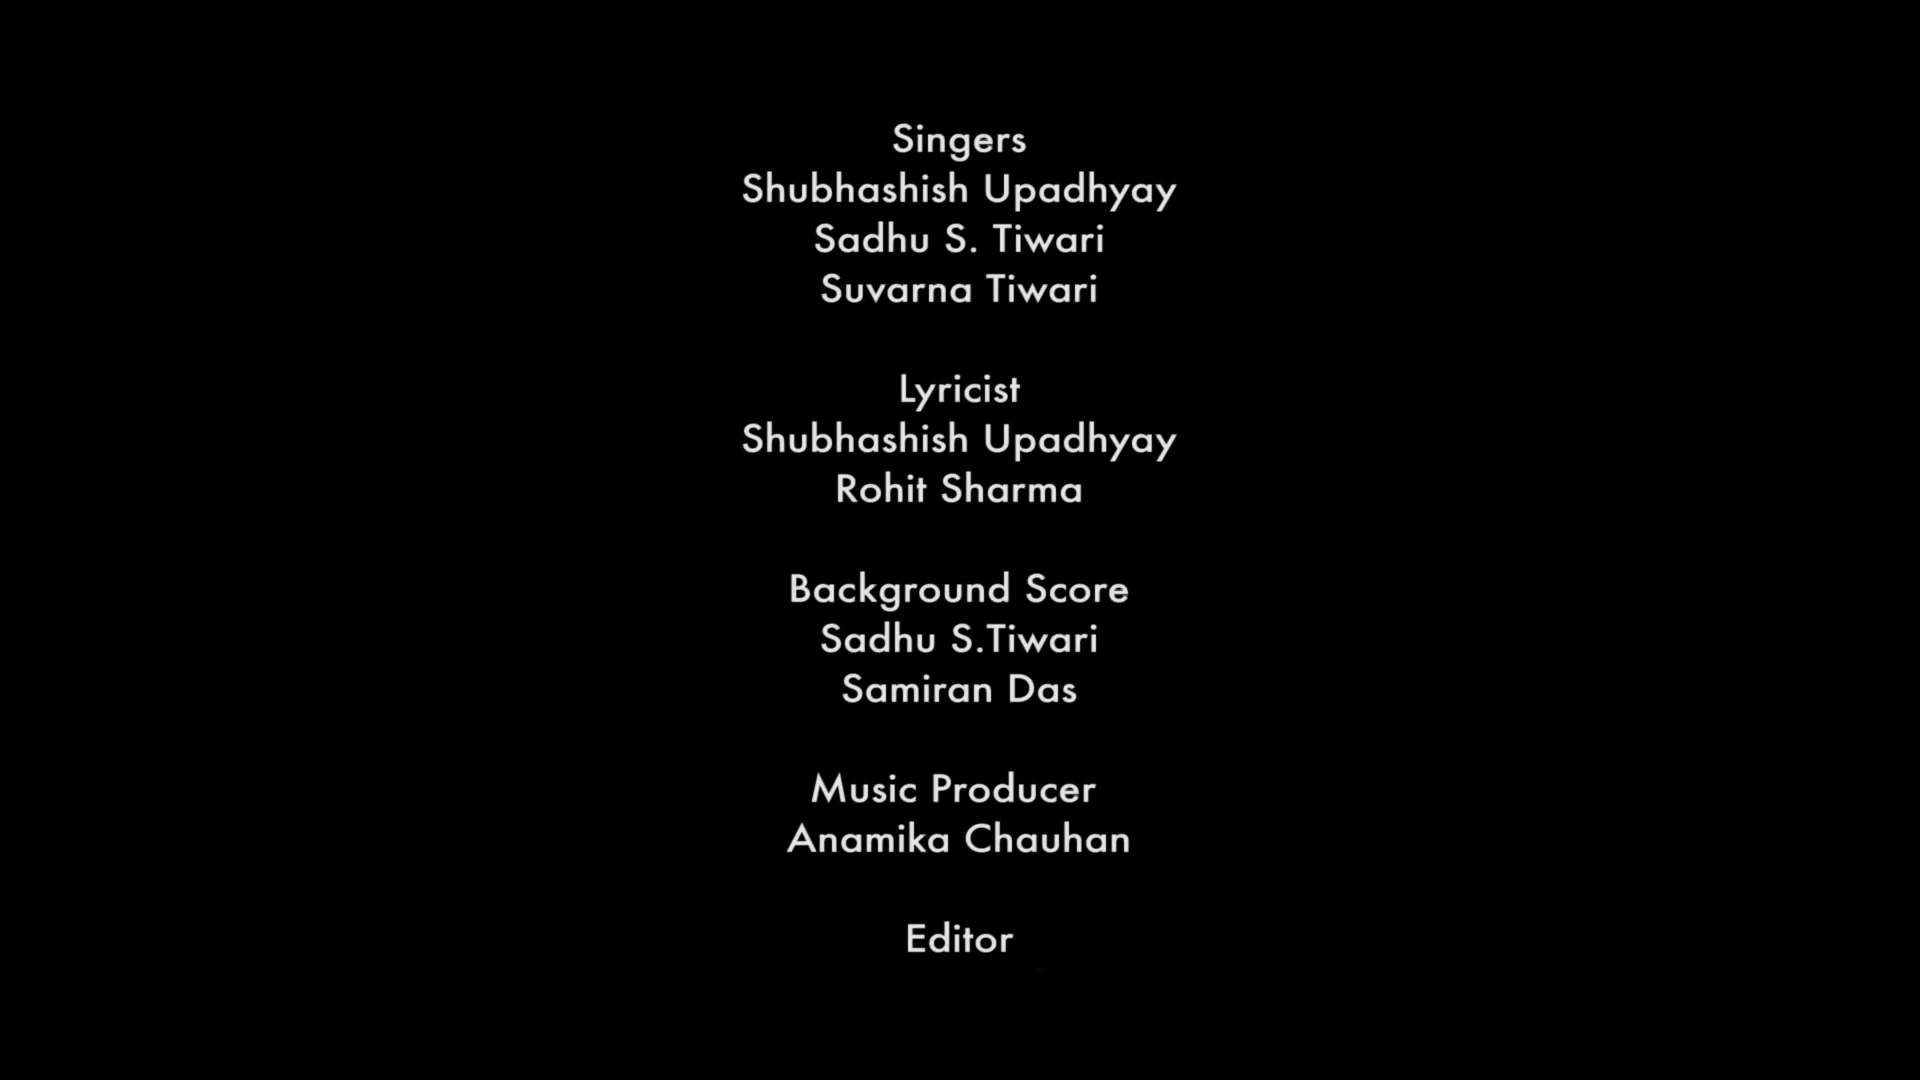 Singers
Shubhashish Upadhyay
Sadhu S. Tiwari
Suvarna Tiwari
Lyricist
Shubhashish Upadhyay
Rohit Sharma
Background Score
Sadhu S.Tiwari
Samiran Das
Music Producer
Anamika Chauhan
Editor